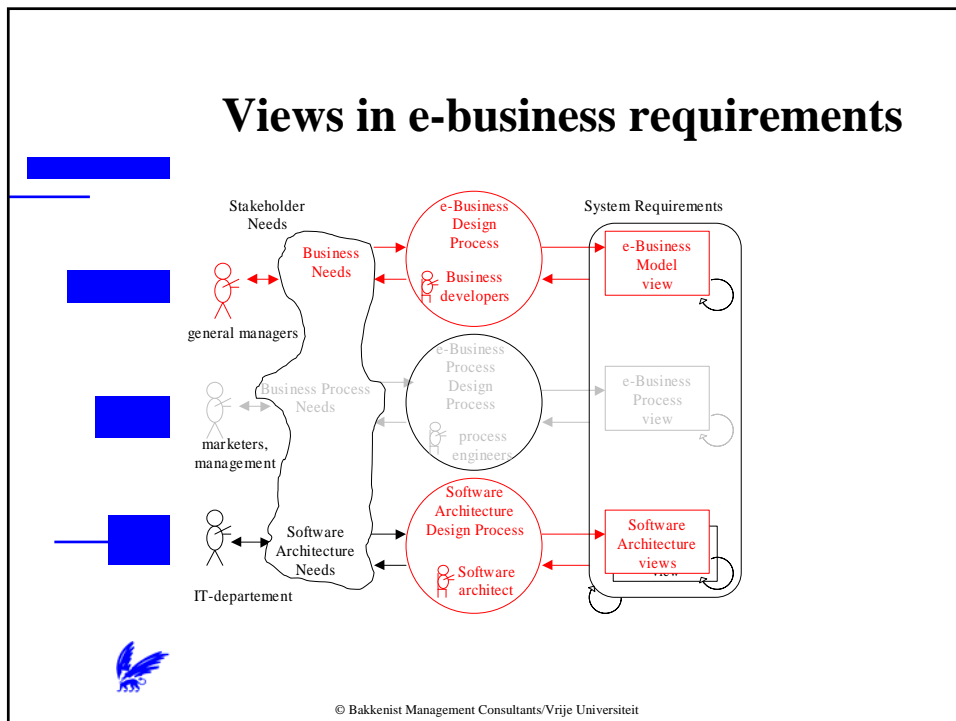 Views in e-business requirements
Stakeholder
Needs
System Requirements
Business
Needs
general managers
e-Business
Design
Process
Business
developers
e-Business
Model
view
Business Process
Needs
marketers,
management
e-Business
Process
Design
Process
process
engineers
e-Business
Process
view
Software
Architecture
Needs
IT-departement
Software
Architecture
Design Process
Software
architect
Software
Architecture
views
view
© Bakkenist Management Consultants/Vrije Universiteit